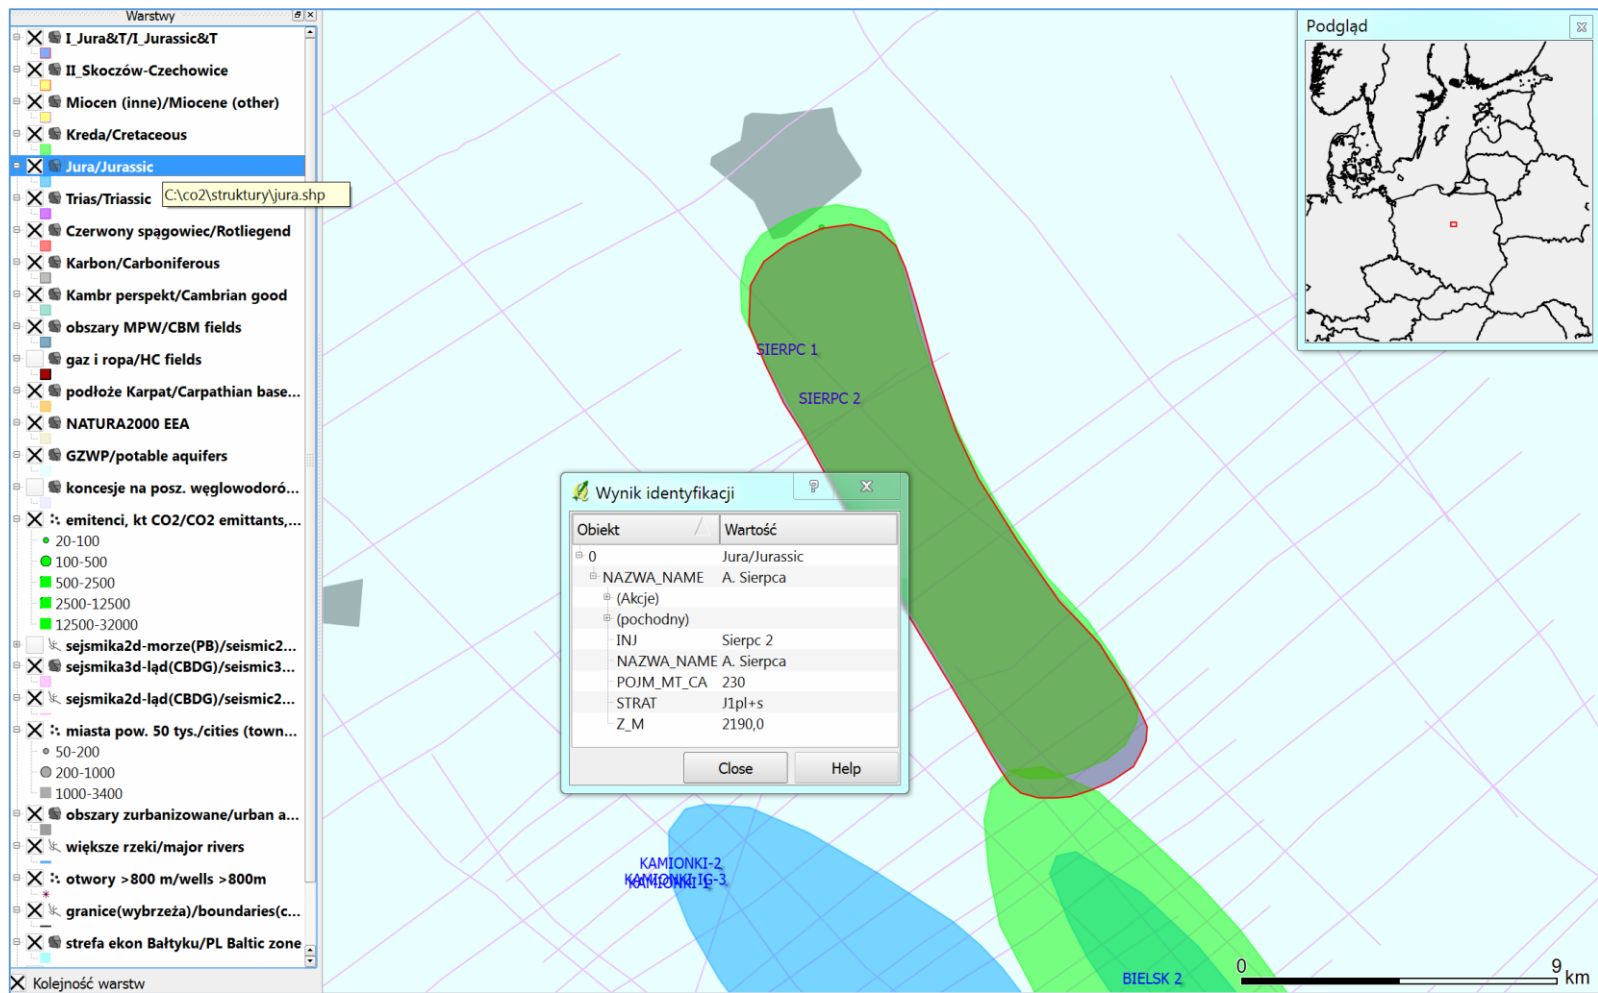 Warstwy
I_Jura&T/I_Jurassic&T
II_Skoczów-Czechowice
Miocen (inne)/Miocene (other)
Kreda/Cretaceous
Jura/Jurassic
C:\co2\struktury\jura.shp
Trias/Triassic
Czerwony spągowiec/Rotliegend
Karbon/Carboniferous
Kambr perspekt/Cambrian good
obszary MPW/CBM fields
gaz i ropa/HC fields
podłoże Karpat/Carpathian base...
NATURA2000 EEA
GZWP/potable aquifers
koncesje na posz. węglowodoró...
emitenci, kt CO2/CO2 emittants,...
20-100
100-500
500-2500
2500-12500
12500-32000
sejsmika2d-morze(PB)/seismic2...
sejsmika3d-ląd(CBDG)/seismic3...
sejsmika2d-ląd(CBDG)/seismic2...
miasta pow. 50 tys./cities (town...
50-200
200-1000
1000-3400
obszary zurbanizowane/urban a...
większe rzeki/major rivers
otwory >800 m/wells >800m
granice(wybrzeża)/boundaries(c...
strefa ekon Bałtyku/PL Baltic zone
Kolejność warstw
Podgląd
SIERPC 1
SIERPC 2
Wynik identyfikacji
?
Obiekt Wartość
0 Jura/Jurassic
NAZWA_NAME A. Sierpca
(Akcje)
(pochodny)
INJ Sierpc 2
NAZWA_NAME A. Sierpca
POJM_MT_CA 230
STRAT J1pl+s
Z_M 2190,0
Close Help
KAMIONKI-2
KAMIONKI IG-3
KAMIONKI 1
BIELSK 2
0 9 km